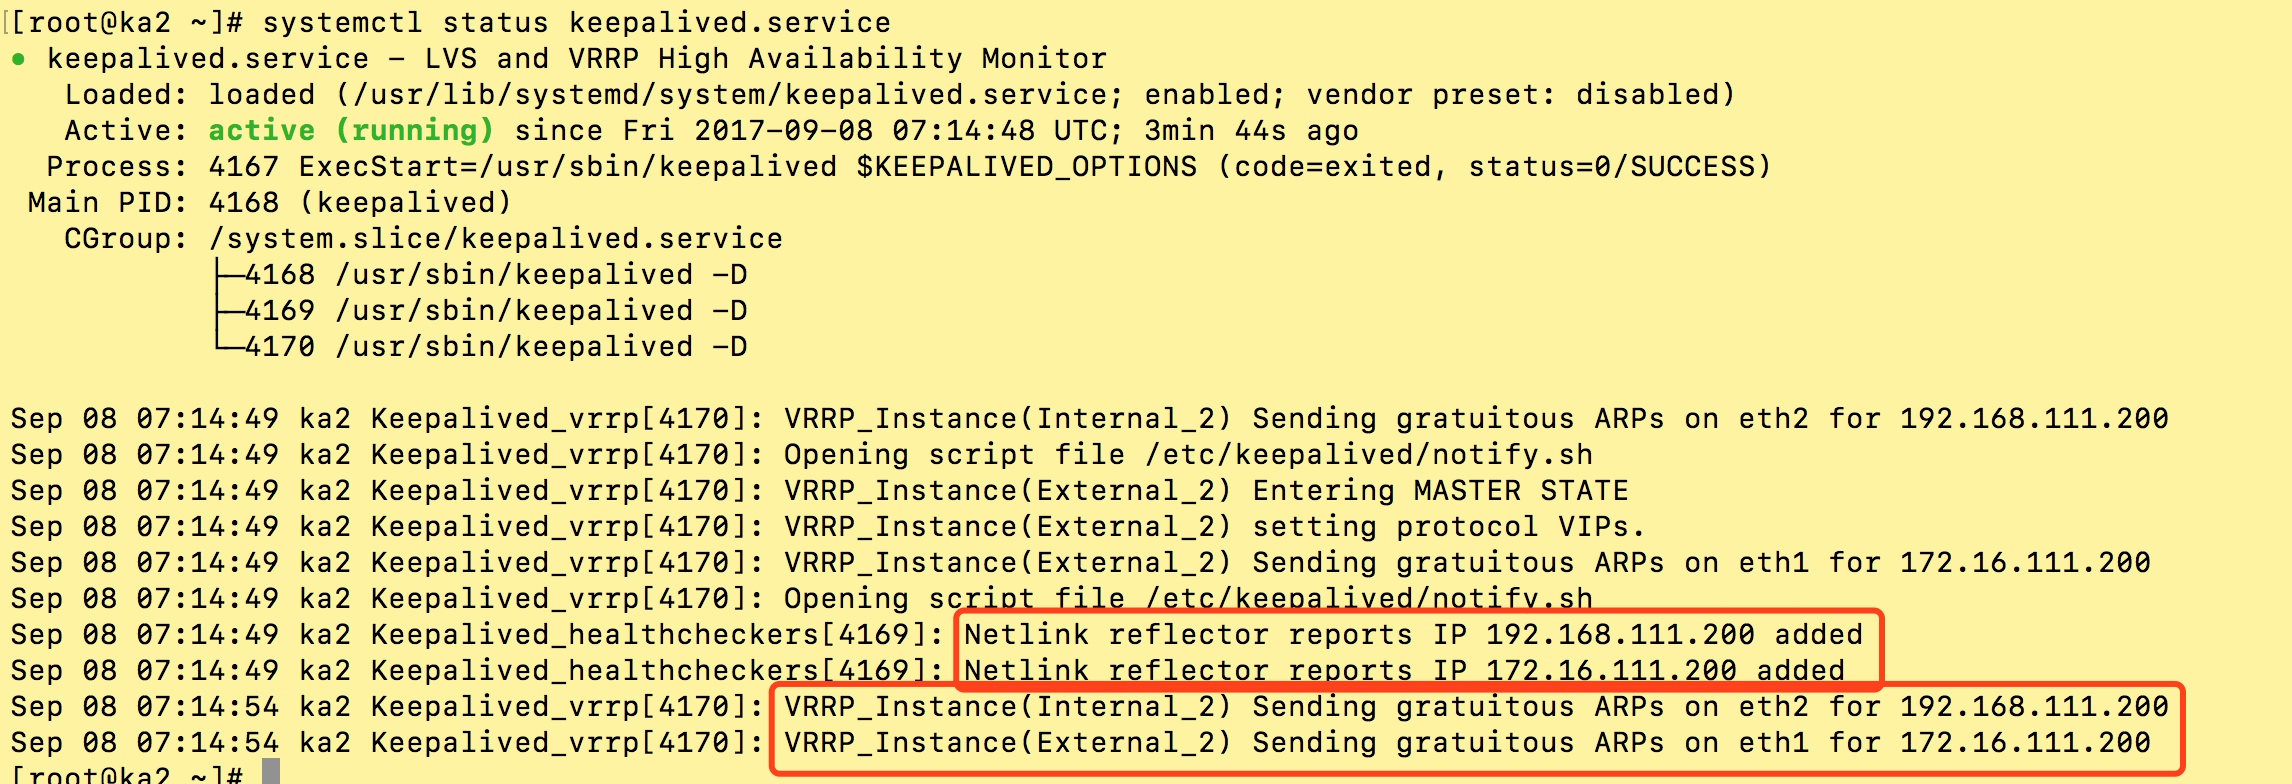 [[root@ka2 ~]# systemctl status keepalived.service
● keepalived.service – LVS and VRRP High Availability Monitor
Loaded: loaded (/usr/lib/systemd/system/keepalived.service; enabled; vendor preset: disabled)
Active: active (running) since Fri 2017-09-08 07:14:48 UTC; 3min 44s ago
Process: 4167 ExecStart=/usr/sbin/keepalived $KEEPALIVED_OPTIONS (code=exited, status=0/SUCCESS)
Main PID: 4168 (keepalived)
CGroup: /system.slice/keepalived.service
├─4168 /usr/sbin/keepalived -D
├─4169 /usr/sbin/keepalived -D
└─4170 /usr/sbin/keepalived -D
Sep 08 07:14:49 ka2 Keepalived_vrrp[4170]: VRRP_Instance(Internal_2) Sending gratuitous ARPs on eth2 for 192.168.111.200
Sep 08 07:14:49 ka2 Keepalived_vrrp[4170]: Opening script file /etc/keepalived/notify.sh
Sep 08 07:14:49 ka2 Keepalived_vrrp[4170]: VRRP_Instance(External_2) Entering MASTER STATE
Sep 08 07:14:49 ka2 Keepalived_vrrp[4170]: VRRP_Instance(External_2) setting protocol VIPs.
Sep 08 07:14:49 ka2 Keepalived_vrrp[4170]: VRRP_Instance(External_2) Sending gratuitous ARPs on eth1 for 172.16.111.200
Sep 08 07:14:49 ka2 Keepalived_vrrp[4170]: Opening script file /etc/keepalived/notify.sh
Sep 08 07:14:49 ka2 Keepalived_healthcheckers[4169]: Netlink reflector reports IP 192.168.111.200 added
Sep 08 07:14:49 ka2 Keepalived_healthcheckers[4169]: Netlink reflector reports IP 172.16.111.200 added
Sep 08 07:14:54 ka2 Keepalived_vrrp[4170]: VRRP_Instance(Internal_2) Sending gratuitous ARPs on eth2 for 192.168.111.200
Sep 08 07:14:54 ka2 Keepalived_vrrp[4170]: VRRP_Instance(External_2) Sending gratuitous ARPs on eth1 for 172.16.111.200
[root@ka2 ~]#